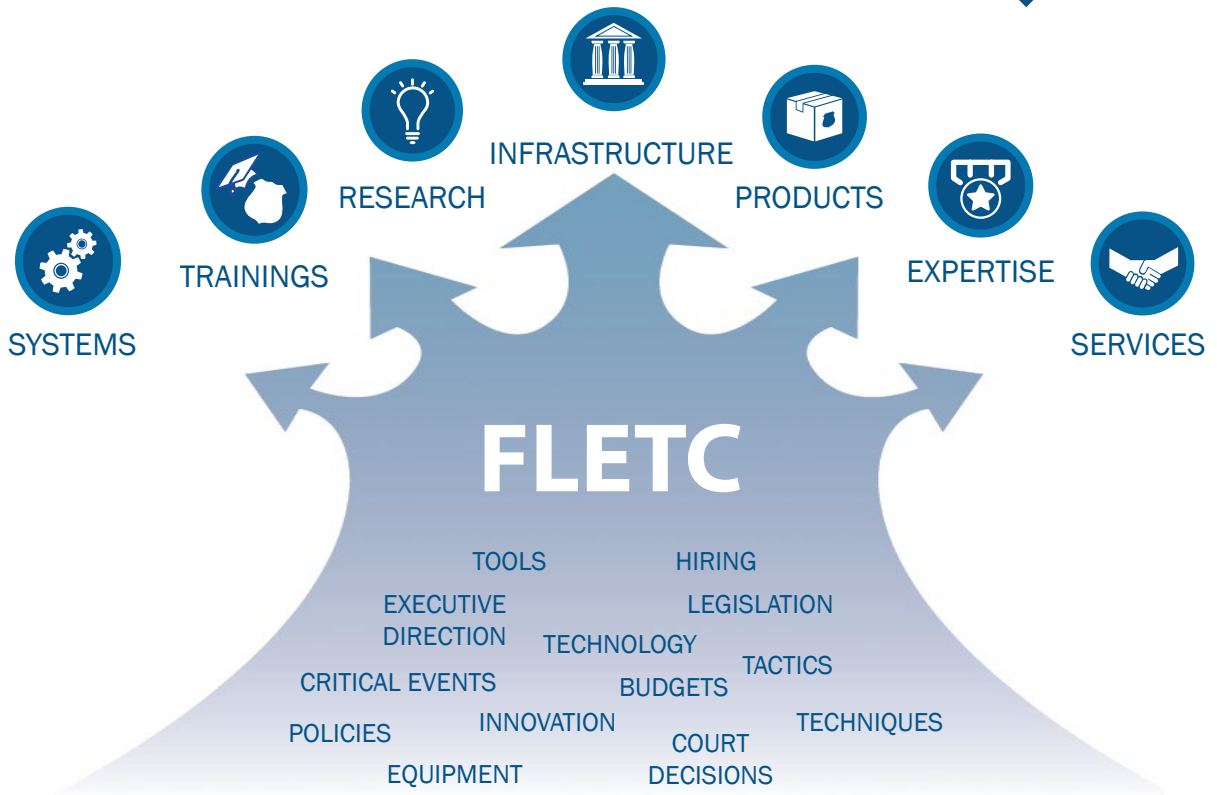 INFRASTRUCTURE
RESEARCH
PRODUCTS
TRAININGS
EXPERTISE
SYSTEMS
SERVICES
FLETC
TOOLS
HIRING
EXECUTIVE
DIRECTION
LEGISLATION
TECHNOLOGY
TACTICS
CRITICAL EVENTS
BUDGETS
POLICIES
INNOVATION
TECHNIQUES
COURT
DECISIONS
EQUIPMENT